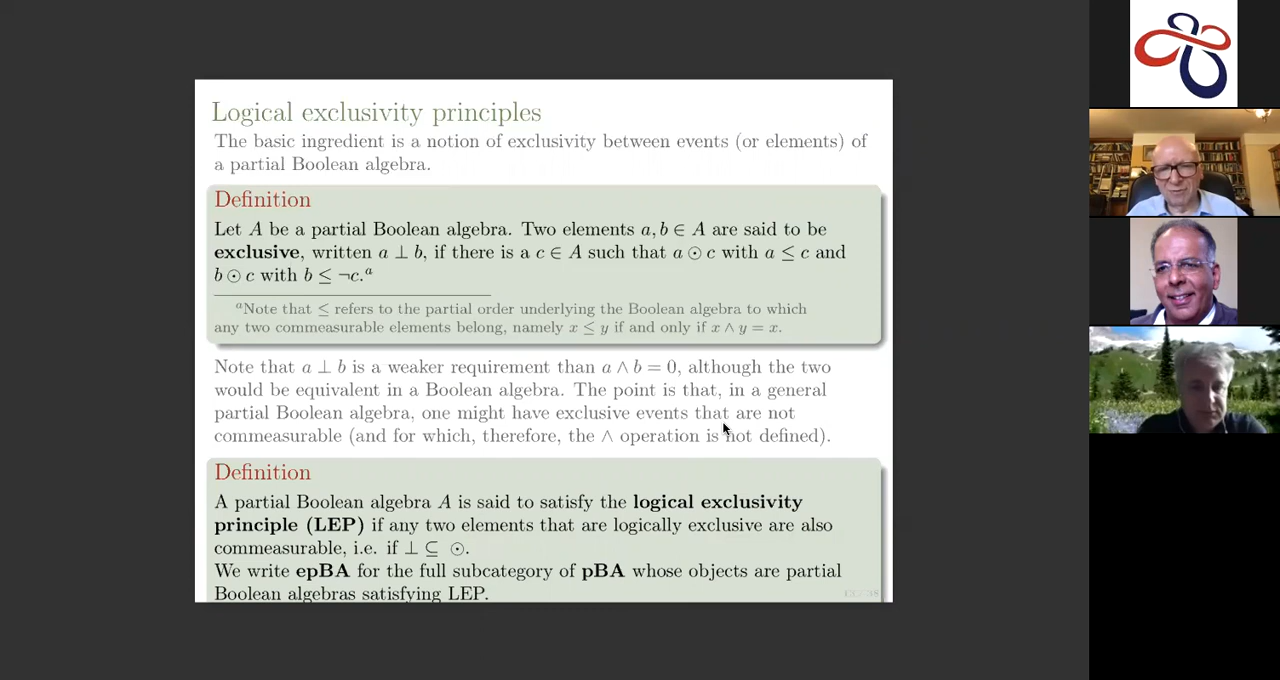 Logical exclusivity principles
The basic ingredient is a notion of exclusivity between events (or elements) of
a partial Boolean algebra.
Definition
Let A be a partial Boolean algebra. Two elements a, b ∈ A are said to be
exclusive, written a ⊥ b, if there is a c ∈ A such that a ⊙ c with a ≤ c and
b ⊙ c with b ≤ ¬c.ᵃ
ᵃNote that ≤ refers to the partial order underlying the Boolean algebra to which
any two commeasurable elements belong, namely x ≤ y if and only if x ∧ y = x.
Note that a ⊥ b is a weaker requirement than a ∧ b = 0, although the two
would be equivalent in a Boolean algebra. The point is that, in a general
partial Boolean algebra, one might have exclusive events that are not
commeasurable (and for which, therefore, the ∧ operation is not defined).
Definition
A partial Boolean algebra A is said to satisfy the logical exclusivity
principle (LEP) if any two elements that are logically exclusive are also
commeasurable, i.e. if ⊥ ⊆ ⊙.
We write epBA for the full subcategory of pBA whose objects are partial
Boolean algebras satisfying LEP.